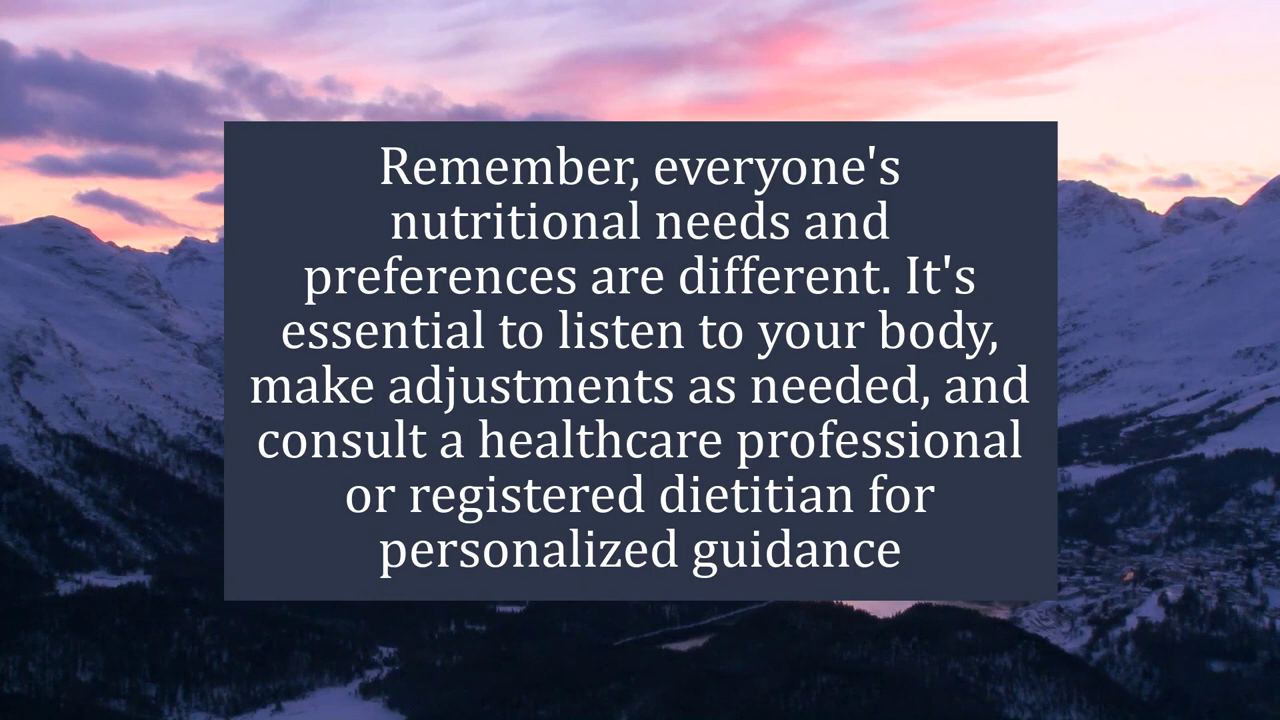 Remember, everyone's
nutritional needs and
preferences are different. It's
essential to listen to your body,
make adjustments as needed, and
consult a healthcare professional
or registered dietitian for
personalized guidance